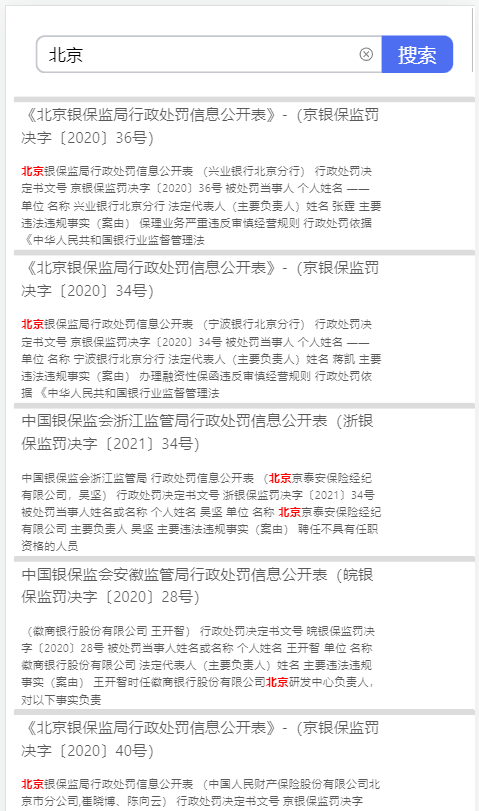 北京
搜索
《北京银保监局行政处罚信息公开表》-（京银保监罚
决字〔2020〕36号）
北京银保监局行政处罚信息公开表 （兴业银行北京分行） 行政处罚决
定书文号 京银保监罚决字〔2020〕36号 被处罚当事人 个人姓名 ——
单位 名称 兴业银行北京分行 法定代表人（主要负责人）姓名 张霆 主要
违法违规事实（案由） 保理业务严重违反审慎经营规则 行政处罚依据
《中华人民共和国银行业监督管理法
《北京银保监局行政处罚信息公开表》-（京银保监罚
决字〔2020〕34号）
北京银保监局行政处罚信息公开表 （宁波银行北京分行） 行政处罚决
定书文号 京银保监罚决字〔2020〕34号 被处罚当事人 个人姓名 ——
单位 名称 宁波银行北京分行 法定代表人（主要负责人）姓名 蒋凯 主要
违法违规事实（案由） 办理融资性保函违反审慎经营规则 行政处罚依
据 《中华人民共和国银行业监督管理法
中国银保监会浙江监管局行政处罚信息公开表（浙银
保监罚决字〔2021〕34号）
中国银保监会浙江监管局 行政处罚信息公开表 （北京京泰安保险经纪
有限公司，吴坚） 行政处罚决定书文号 浙银保监罚决字〔2021〕34号
被处罚当事人姓名或名称 个人姓名 吴坚 单位 名称 北京京泰安保险经纪
有限公司 主要负责人 吴坚 主要违法违规事实（案由） 聘任不具有任职
资格的人员
中国银保监会安徽监管局行政处罚信息公开表（皖银
保监罚决字〔2020〕28号）
（徽商银行股份有限公司 王开智） 行政处罚决定书文号 皖银保监罚决
字〔2020〕28号 被处罚当事人姓名或名称 个人姓名 王开智 单位 名称
徽商银行股份有限公司 法定代表人（主要负责人）姓名 主要违法违规
事实（案由） 王开智时任徽商银行股份有限公司北京研发中心负责人，
对以下事实负责
《北京银保监局行政处罚信息公开表》-（京银保监罚
决字〔2020〕40号）
北京银保监局行政处罚信息公开表 （中国人民财产保险股份有限公司北
京市分公司,崔晓博、陈向云） 行政处罚决定书文号 京银保监罚决字